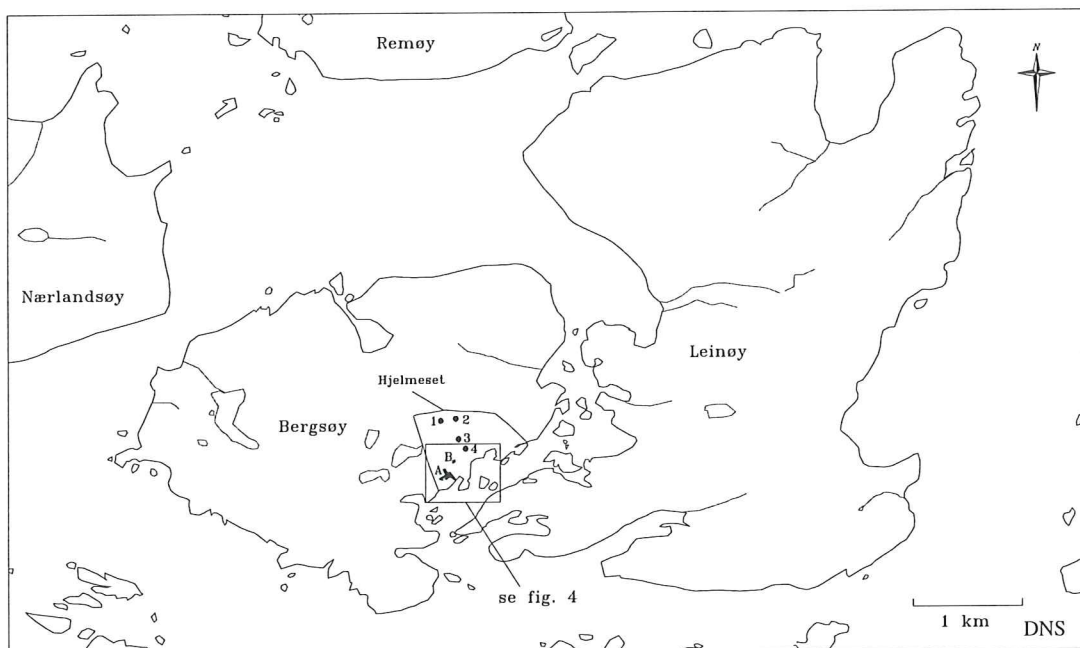 Remøy
N
Nærlandsøy
Leinøy
Hjelmeset
Bergsøy
1
2
3
4
B
A
se fig. 4
1 km
DNS